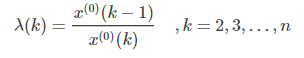 λ(k) = x⁽⁰⁾(k − 1) / x⁽⁰⁾(k) , k = 2, 3, …, n